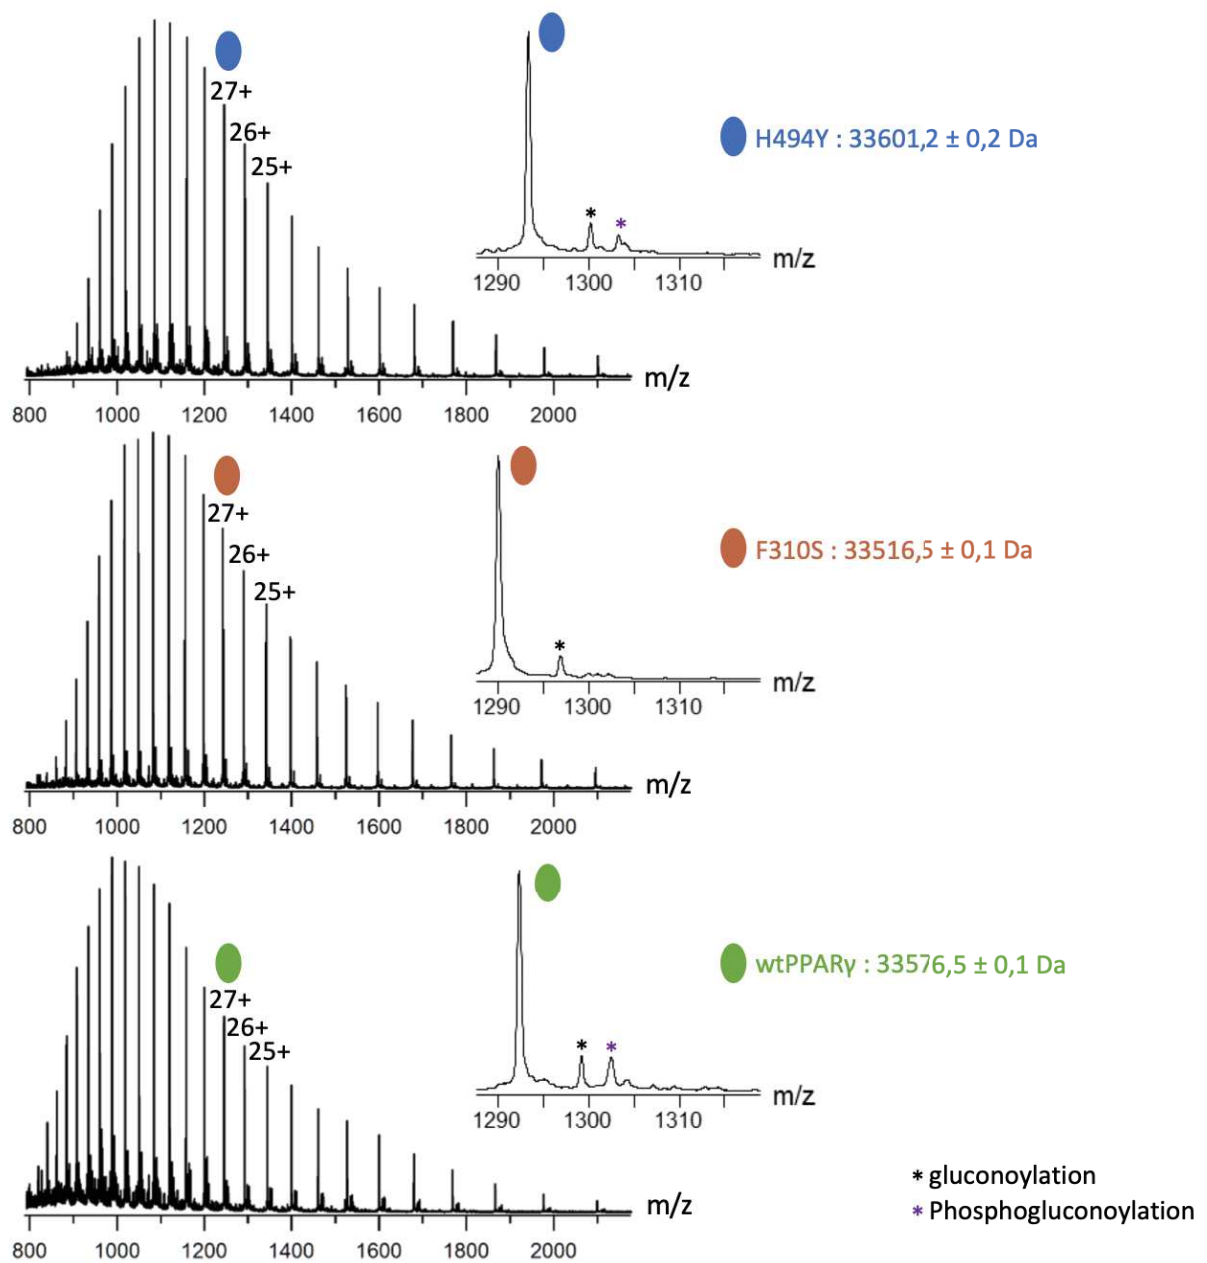 27+
26+
25+
*
*
m/z
1290 1300 1310
H494Y : 33601,2 ± 0,2 Da
m/z
800 1000 1200 1400 1600 1800 2000
27+
26+
25+
*
m/z
1290 1300 1310
F310S : 33516,5 ± 0,1 Da
m/z
800 1000 1200 1400 1600 1800 2000
27+
26+
25+
*
*
m/z
1290 1300 1310
wtPPARγ : 33576,5 ± 0,1 Da
* gluconoylation
* Phosphogluconoylation
m/z
800 1000 1200 1400 1600 1800 2000